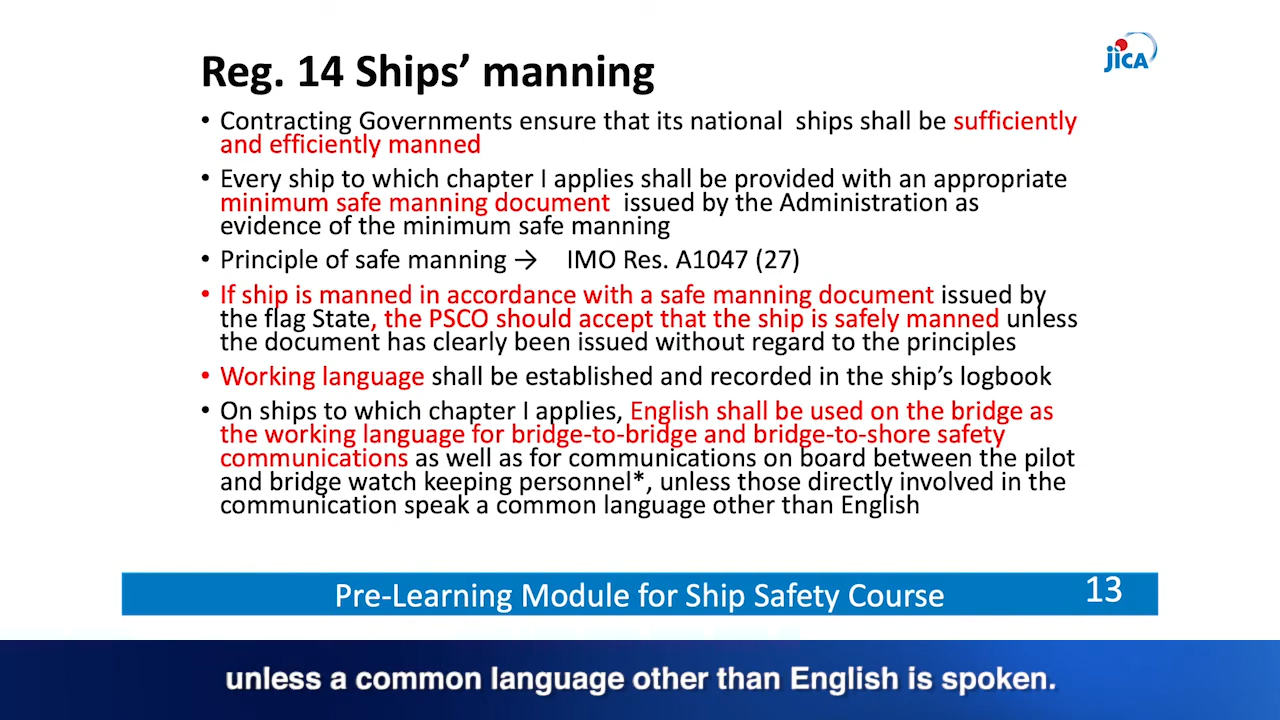 Reg. 14 Ships’ manning
JICA
• Contracting Governments ensure that its national ships shall be sufficiently
and efficiently manned
• Every ship to which chapter I applies shall be provided with an appropriate
minimum safe manning document issued by the Administration as
evidence of the minimum safe manning
• Principle of safe manning → IMO Res. A1047 (27)
• If ship is manned in accordance with a safe manning document issued by
the flag State, the PSCO should accept that the ship is safely manned unless
the document has clearly been issued without regard to the principles
• Working language shall be established and recorded in the ship’s logbook
• On ships to which chapter I applies, English shall be used on the bridge as
the working language for bridge-to-bridge and bridge-to-shore safety
communications as well as for communications on board between the pilot
and bridge watch keeping personnel*, unless those directly involved in the
communication speak a common language other than English
Pre-Learning Module for Ship Safety Course
13
unless a common language other than English is spoken.